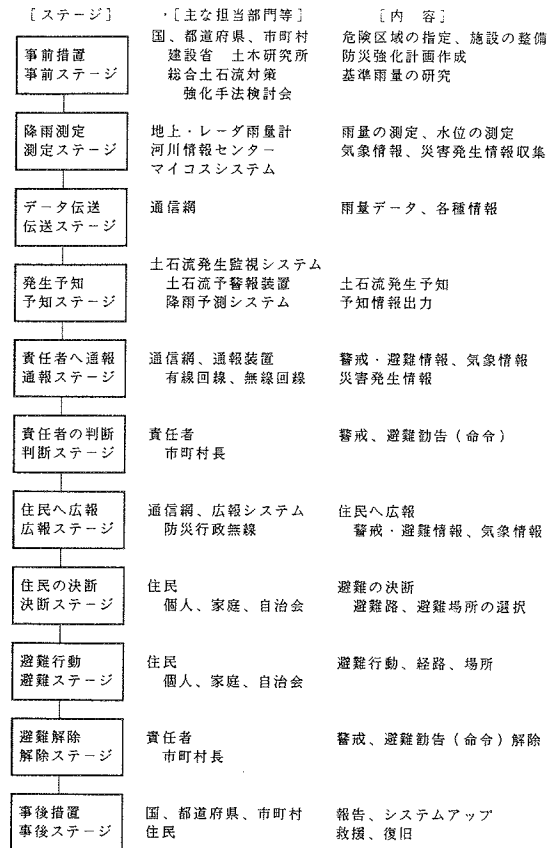 ［ステージ］ ・［主な担当部門等］ ［内　容］
事前措置
事前ステージ
国、都道府県、市町村
建設省　土木研究所
総合土石流対策
強化手法検討会
危険区域の指定、施設の整備
防災強化計画作成
基準雨量の研究
降雨測定
測定ステージ
地上・レーダ雨量計
河川情報センター
マイコスシステム
雨量の測定、水位の測定
気象情報、災害発生情報収集
データ伝送
伝送ステージ
通信網
雨量データ、各種情報
発生予知
予知ステージ
土石流発生監視システム
土石流予警報装置
降雨予測システム
土石流発生予知
予知情報出力
責任者へ通報
通報ステージ
通信網、通報装置
有線回線、無線回線
警戒・避難情報、気象情報
災害発生情報
責任者の判断
判断ステージ
責任者
市町村長
警戒、避難勧告（命令）
住民へ広報
広報ステージ
通信網、広報システム
防災行政無線
住民へ広報
警戒・避難情報、気象情報
住民の決断
決断ステージ
住民
個人、家庭、自治会
避難の決断
避難路、避難場所の選択
避難行動
避難ステージ
住民
個人、家庭、自治会
避難行動、経路、場所
避難解除
解除ステージ
責任者
市町村長
警戒、避難勧告（命令）解除
事後措置
事後ステージ
国、都道府県、市町村
住民
報告、システムアップ
救援、復旧